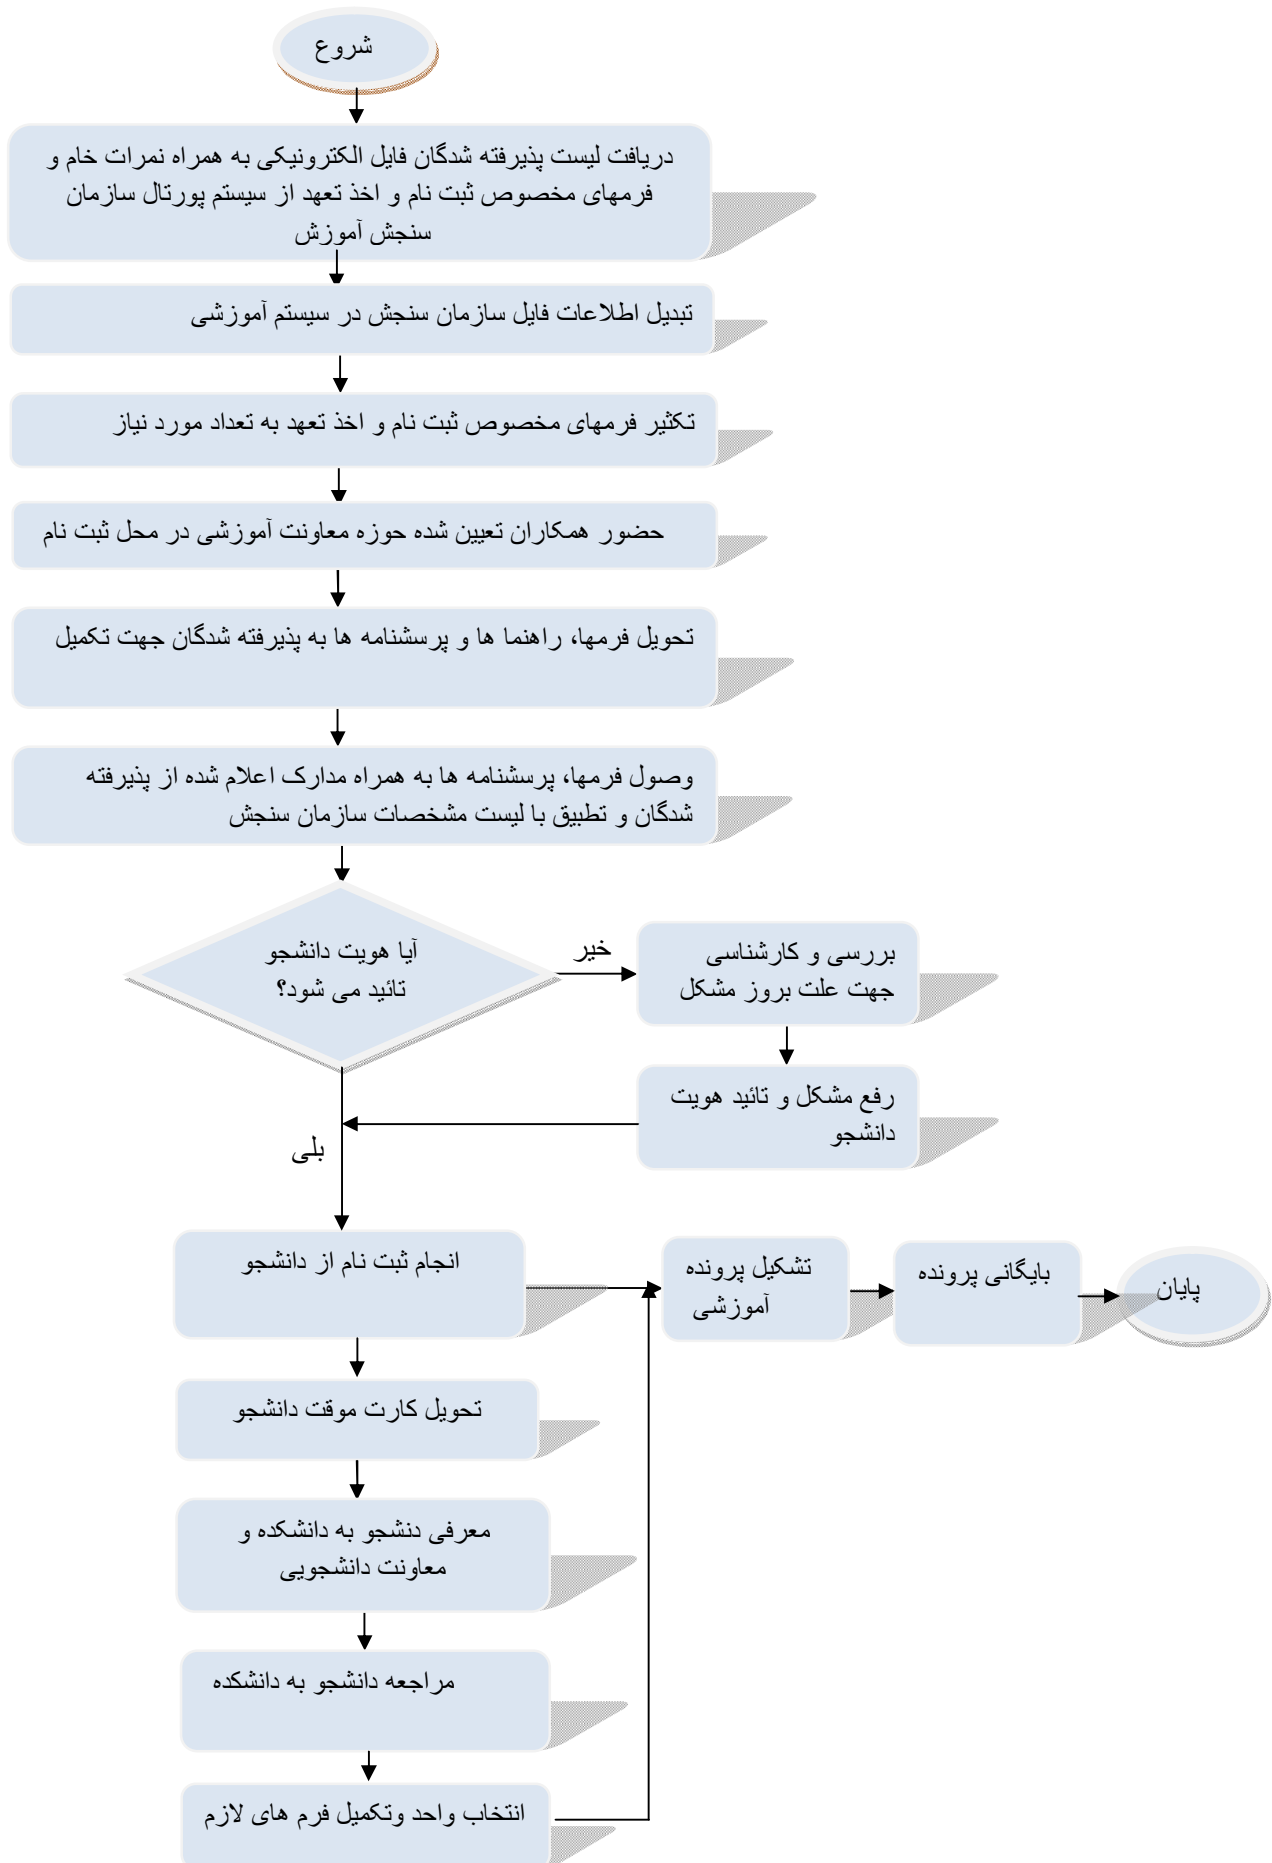 شروع
دریافت لیست پذیرفته شدگان فایل الکترونیکی به همراه نمرات خام و
فرمهای مخصوص ثبت نام و اخذ تعهد از سیستم پورتال سازمان
سنجش آموزش
تبدیل اطلاعات فایل سازمان سنجش در سیستم آموزشی
تکثیر فرمهای مخصوص ثبت نام و اخذ تعهد به تعداد مورد نیاز
حضور همکاران تعیین شده حوزه معاونت آموزشی در محل ثبت نام
تحویل فرمها، راهنما ها و پرسشنامه ها به پذیرفته شدگان جهت تکمیل
وصول فرمها، پرسشنامه ها به همراه مدارک اعلام شده از پذیرفته
شدگان و تطبیق با لیست مشخصات سازمان سنجش
آیا هویت دانشجو
تائید می شود؟
خیر
بررسی و کارشناسی
جهت علت بروز مشکل
رفع مشکل و تائید هویت
دانشجو
بلی
انجام ثبت نام از دانشجو
تشکیل پرونده
آموزشی
بایگانی پرونده
پایان
تحویل کارت موقت دانشجو
معرفی دنشجو به دانشکده و
معاونت دانشجویی
مراجعه دانشجو به دانشکده
انتخاب واحد وتکمیل فرم های لازم